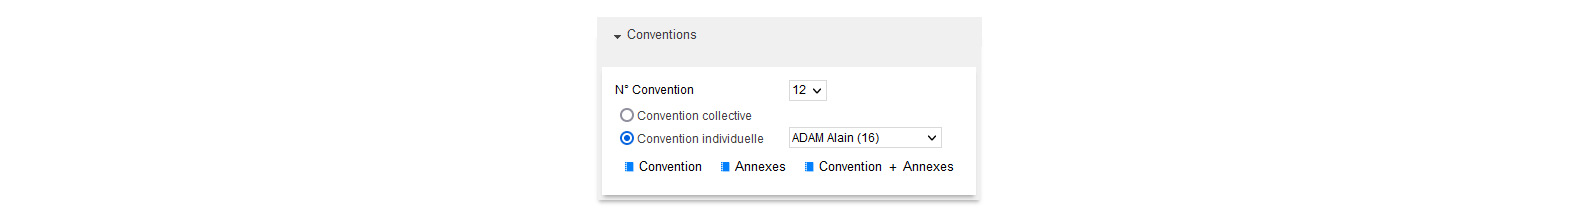 Conventions
N° Convention 12
Convention collective
Convention individuelle ADAM Alain (16)
Convention Annexes Convention + Annexes